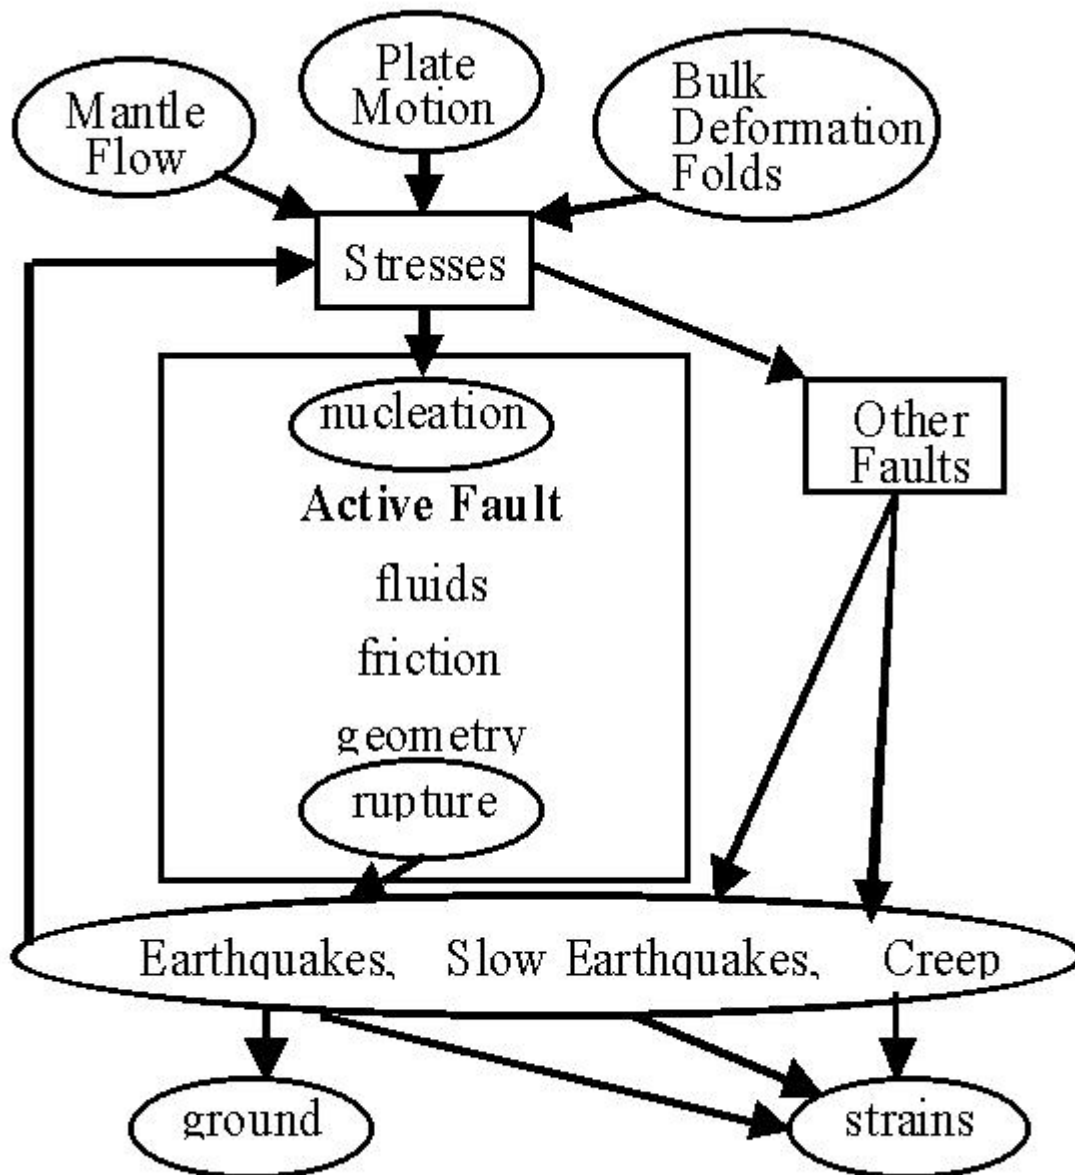 Mantle
Flow
Plate
Motion
Bulk
Deformation
Folds
Stresses
nucleation
Active Fault
fluids
friction
geometry
rupture
Other
Faults
Earthquakes, Slow Earthquakes, Creep
ground
strains